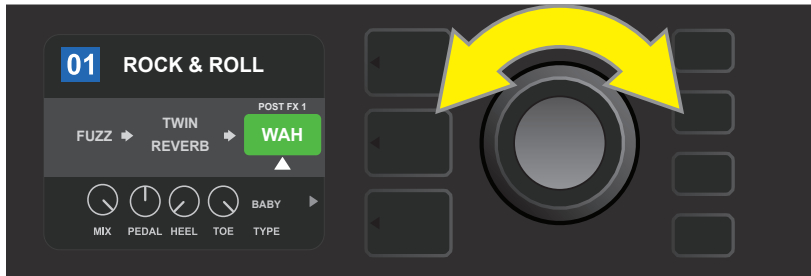 01 ROCK & ROLL
POST FX 1
FUZZ TWIN REVERB WAH
BABY
MIX PEDAL HEEL TOE TYPE